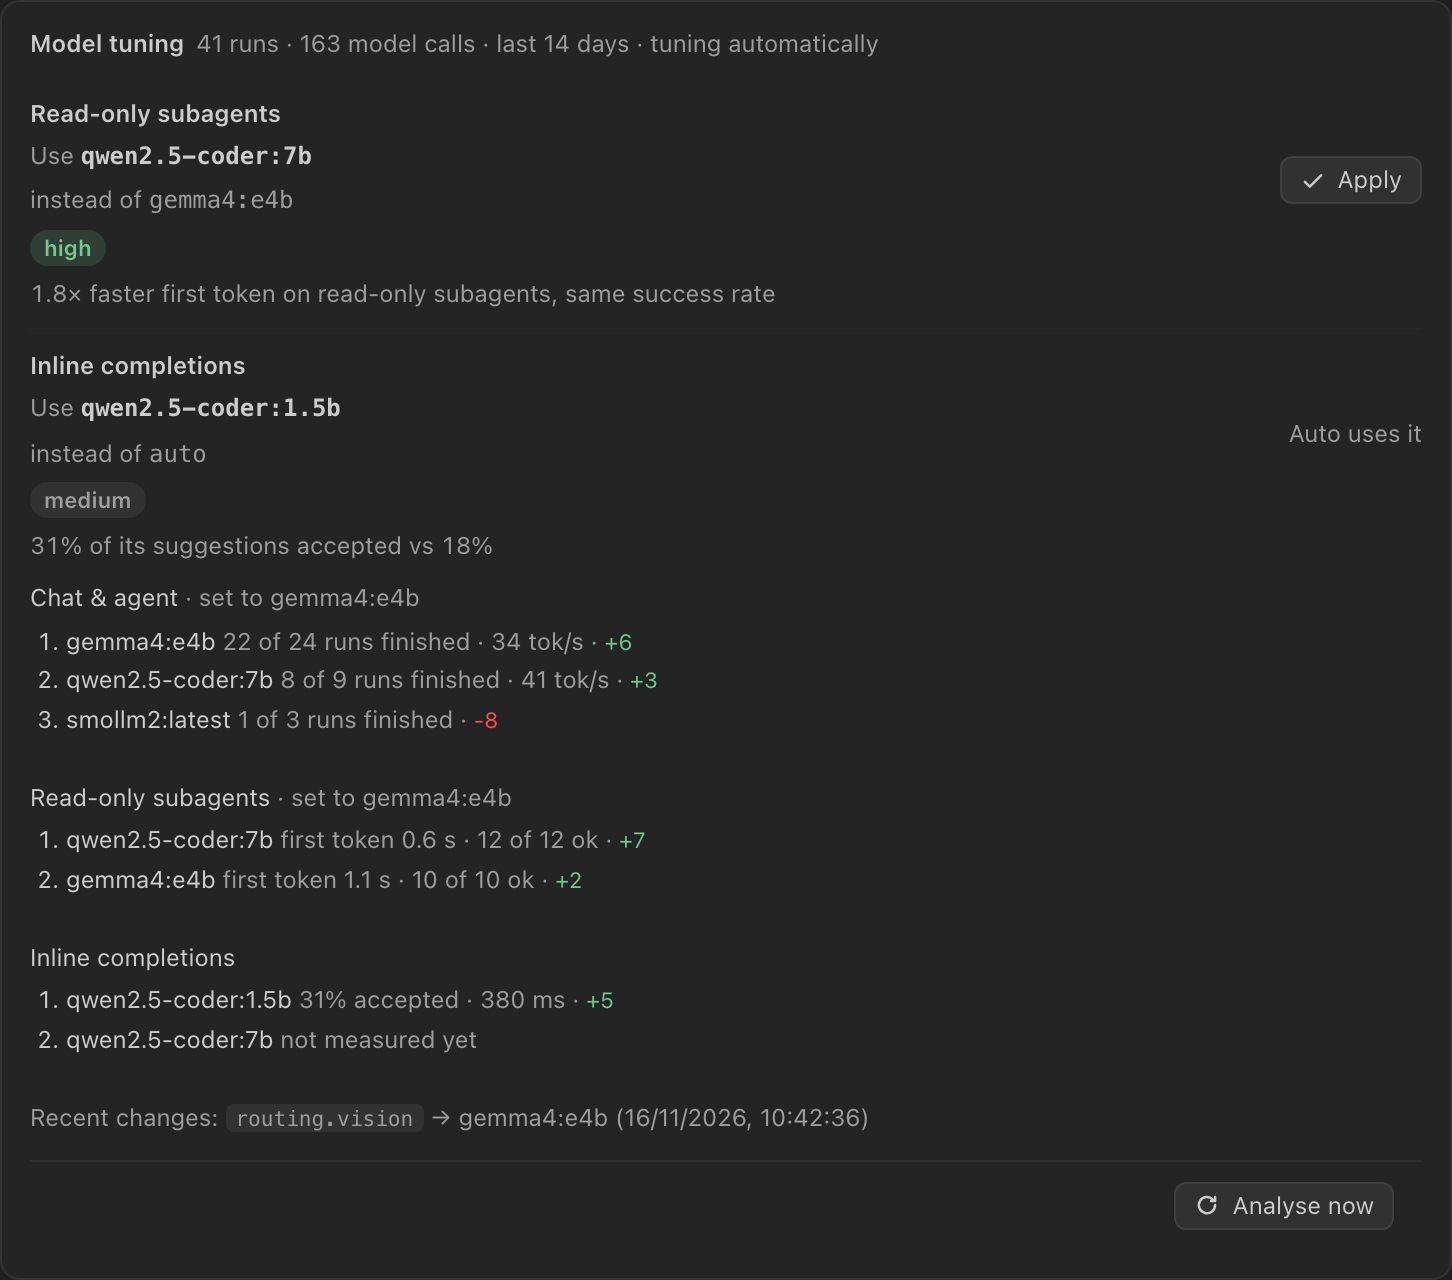 Model tuning 41 runs · 163 model calls · last 14 days · tuning automatically
Read-only subagents
Use qwen2.5-coder:7b
instead of gemma4:e4b
Apply
high
1.8× faster first token on read-only subagents, same success rate
Inline completions
Use qwen2.5-coder:1.5b
instead of auto
Auto uses it
medium
31% of its suggestions accepted vs 18%
Chat & agent · set to gemma4:e4b
1. gemma4:e4b 22 of 24 runs finished · 34 tok/s · +6
2. qwen2.5-coder:7b 8 of 9 runs finished · 41 tok/s · +3
3. smollm2:latest 1 of 3 runs finished · -8
Read-only subagents · set to gemma4:e4b
1. qwen2.5-coder:7b first token 0.6 s · 12 of 12 ok · +7
2. gemma4:e4b first token 1.1 s · 10 of 10 ok · +2
Inline completions
1. qwen2.5-coder:1.5b 31% accepted · 380 ms · +5
2. qwen2.5-coder:7b not measured yet
Recent changes: routing.vision → gemma4:e4b (16/11/2026, 10:42:36)
Analyse now